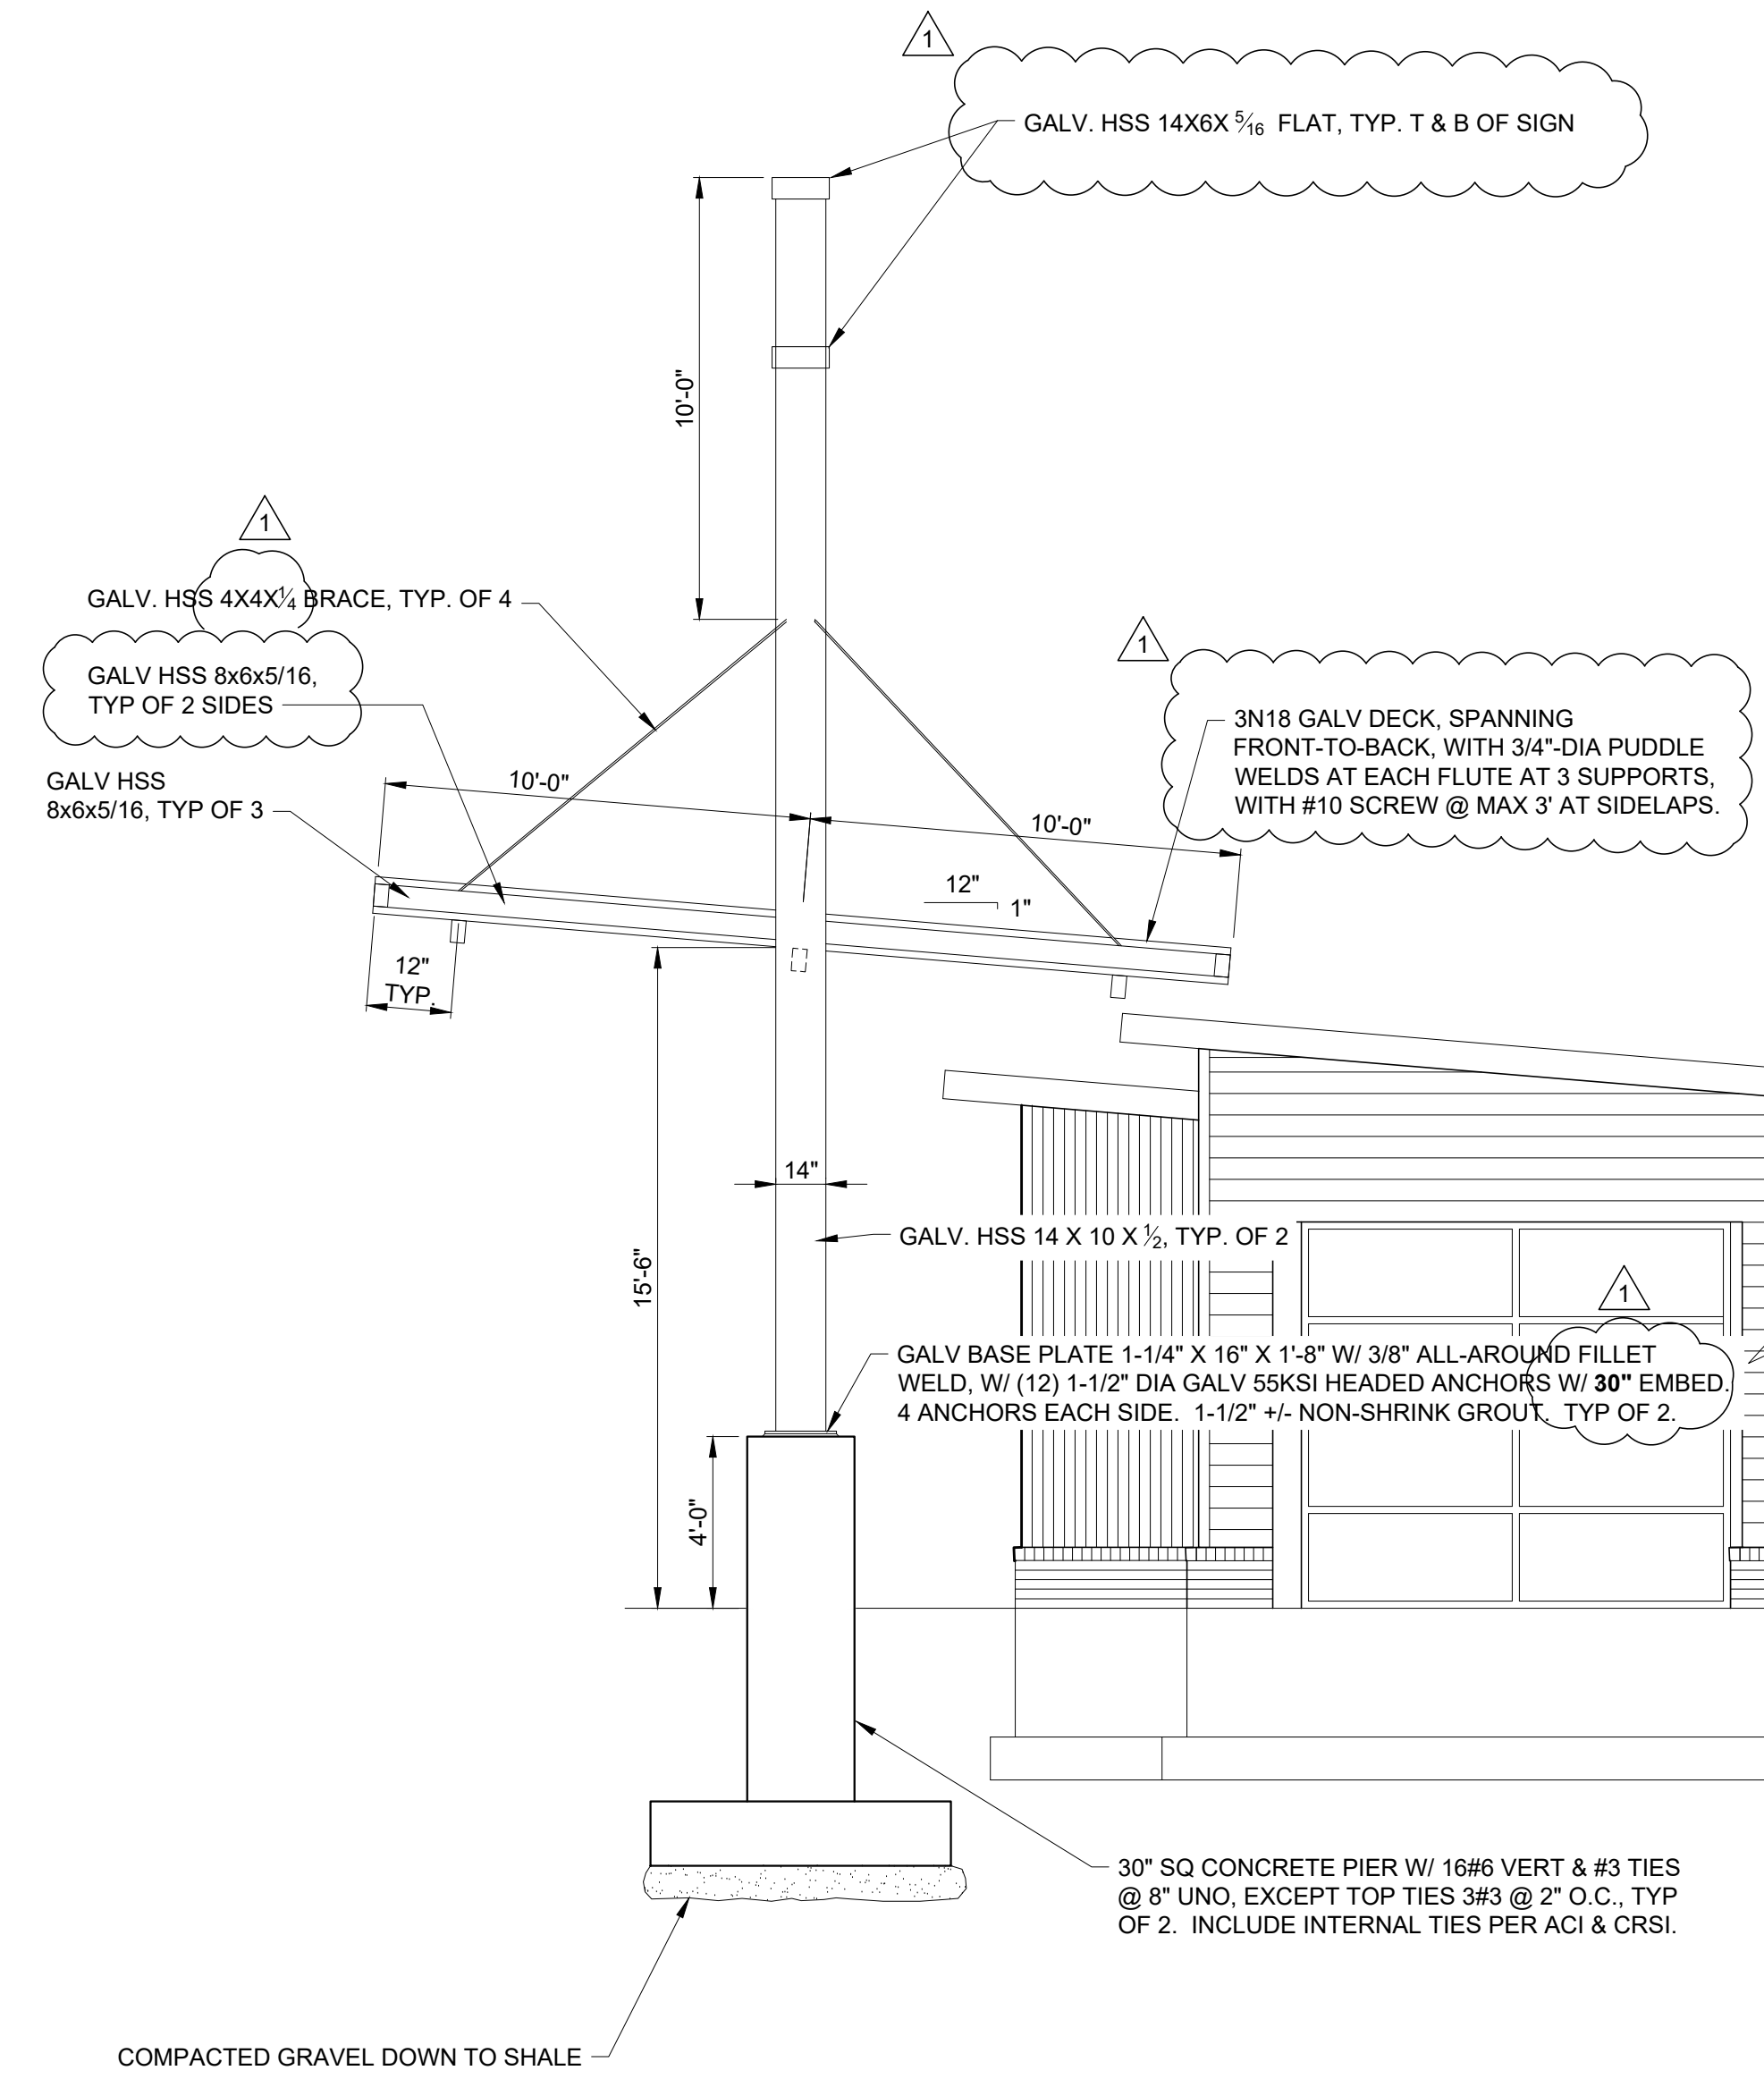 1
GALV. HSS 14X6X 5/16 FLAT, TYP. T & B OF SIGN
10'-0"
1
GALV. HSS 4X4X1/4 BRACE, TYP. OF 4
GALV HSS 8x6x5/16,
TYP OF 2 SIDES
GALV HSS
8x6x5/16, TYP OF 3
1
3N18 GALV DECK, SPANNING
FRONT-TO-BACK, WITH 3/4"-DIA PUDDLE
WELDS AT EACH FLUTE AT 3 SUPPORTS,
WITH #10 SCREW @ MAX 3' AT SIDELAPS.
10'-0"
10'-0"
12"
1"
12"
TYP.
14"
15'-6"
GALV. HSS 14 X 10 X 1/2, TYP. OF 2
1
GALV BASE PLATE 1-1/4" X 16" X 1'-8" W/ 3/8" ALL-AROUND FILLET
WELD, W/ (12) 1-1/2" DIA GALV 55KSI HEADED ANCHORS W/ 30" EMBED.
4 ANCHORS EACH SIDE. 1-1/2" +/- NON-SHRINK GROUT. TYP OF 2.
4'-0"
30" SQ CONCRETE PIER W/ 16#6 VERT & #3 TIES
@ 8" UNO, EXCEPT TOP TIES 3#3 @ 2" O.C., TYP
OF 2. INCLUDE INTERNAL TIES PER ACI & CRSI.
COMPACTED GRAVEL DOWN TO SHALE